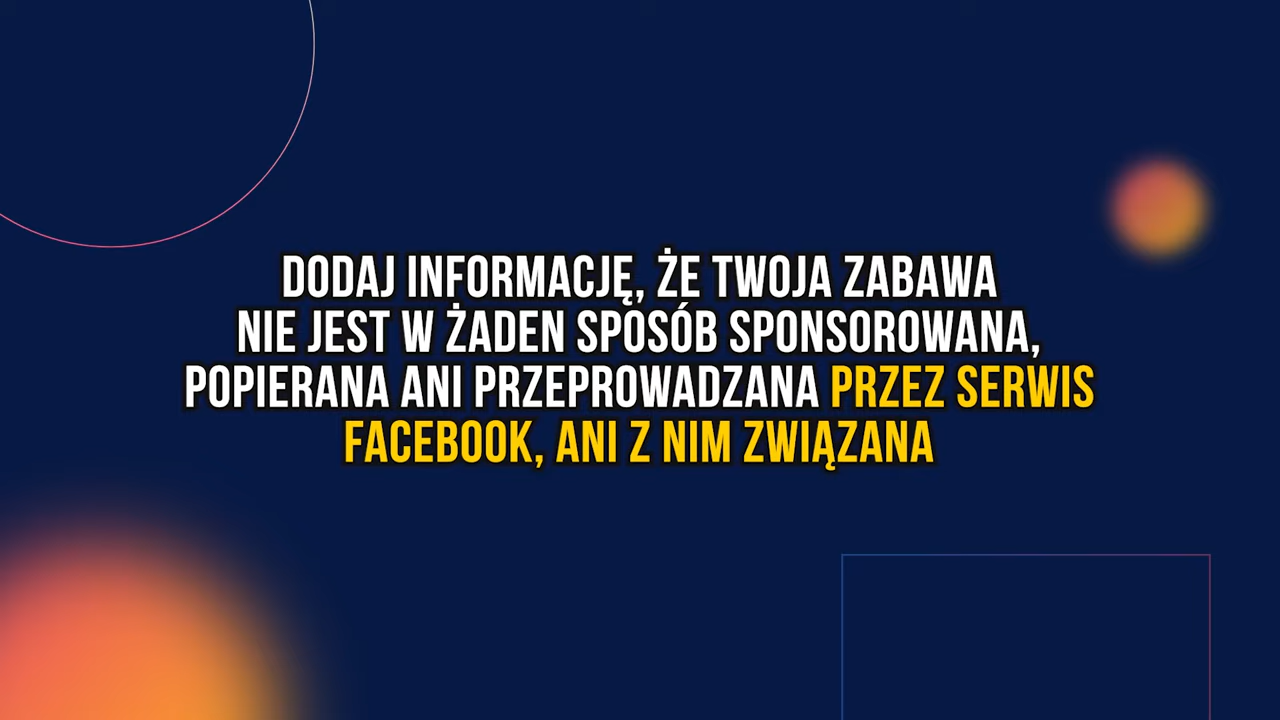 DODAJ INFORMACJĘ, ŻE TWOJA ZABAWA
NIE JEST W ŻADEN SPOSÓB SPONSOROWANA,
POPIERANA ANI PRZEPROWADZANA PRZEZ SERWIS
FACEBOOK, ANI Z NIM ZWIĄZANA